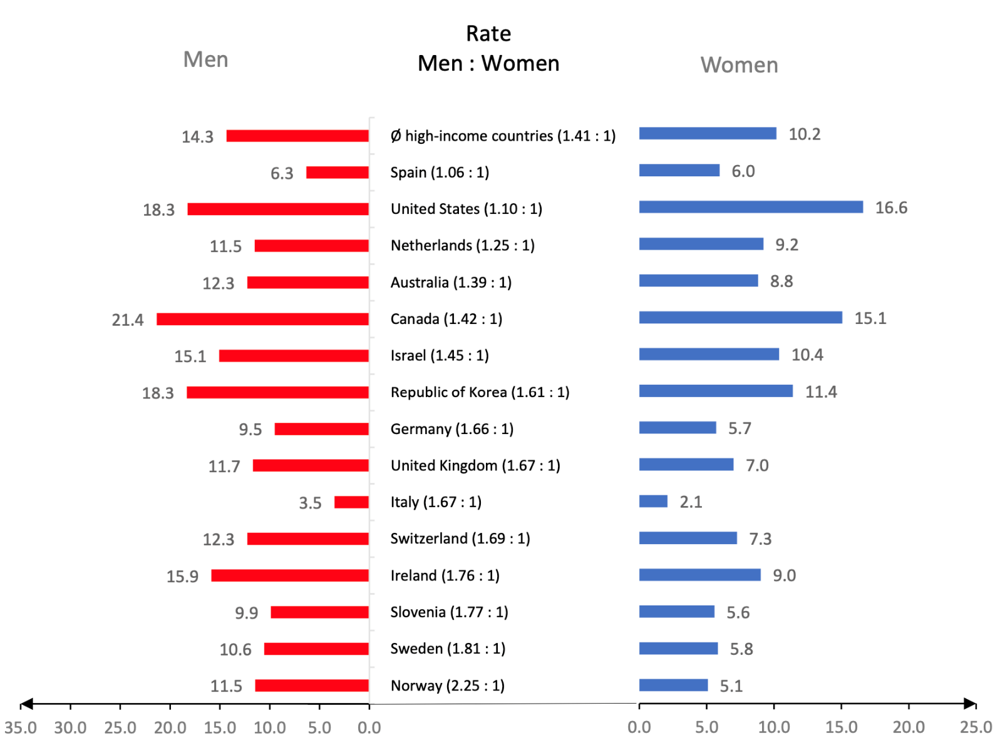 Rate
Men Men : Women Women
14.3 Ø high-income countries (1.41 : 1) 10.2
6.3 Spain (1.06 : 1) 6.0
18.3 United States (1.10 : 1) 16.6
11.5 Netherlands (1.25 : 1) 9.2
12.3 Australia (1.39 : 1) 8.8
21.4 Canada (1.42 : 1) 15.1
15.1 Israel (1.45 : 1) 10.4
18.3 Republic of Korea (1.61 : 1) 11.4
9.5 Germany (1.66 : 1) 5.7
11.7 United Kingdom (1.67 : 1) 7.0
3.5 Italy (1.67 : 1) 2.1
12.3 Switzerland (1.69 : 1) 7.3
15.9 Ireland (1.76 : 1) 9.0
9.9 Slovenia (1.77 : 1) 5.6
10.6 Sweden (1.81 : 1) 5.8
11.5 Norway (2.25 : 1) 5.1
35.0 30.0 25.0 20.0 15.0 10.0 5.0 0.0 0.0 5.0 10.0 15.0 20.0 25.0